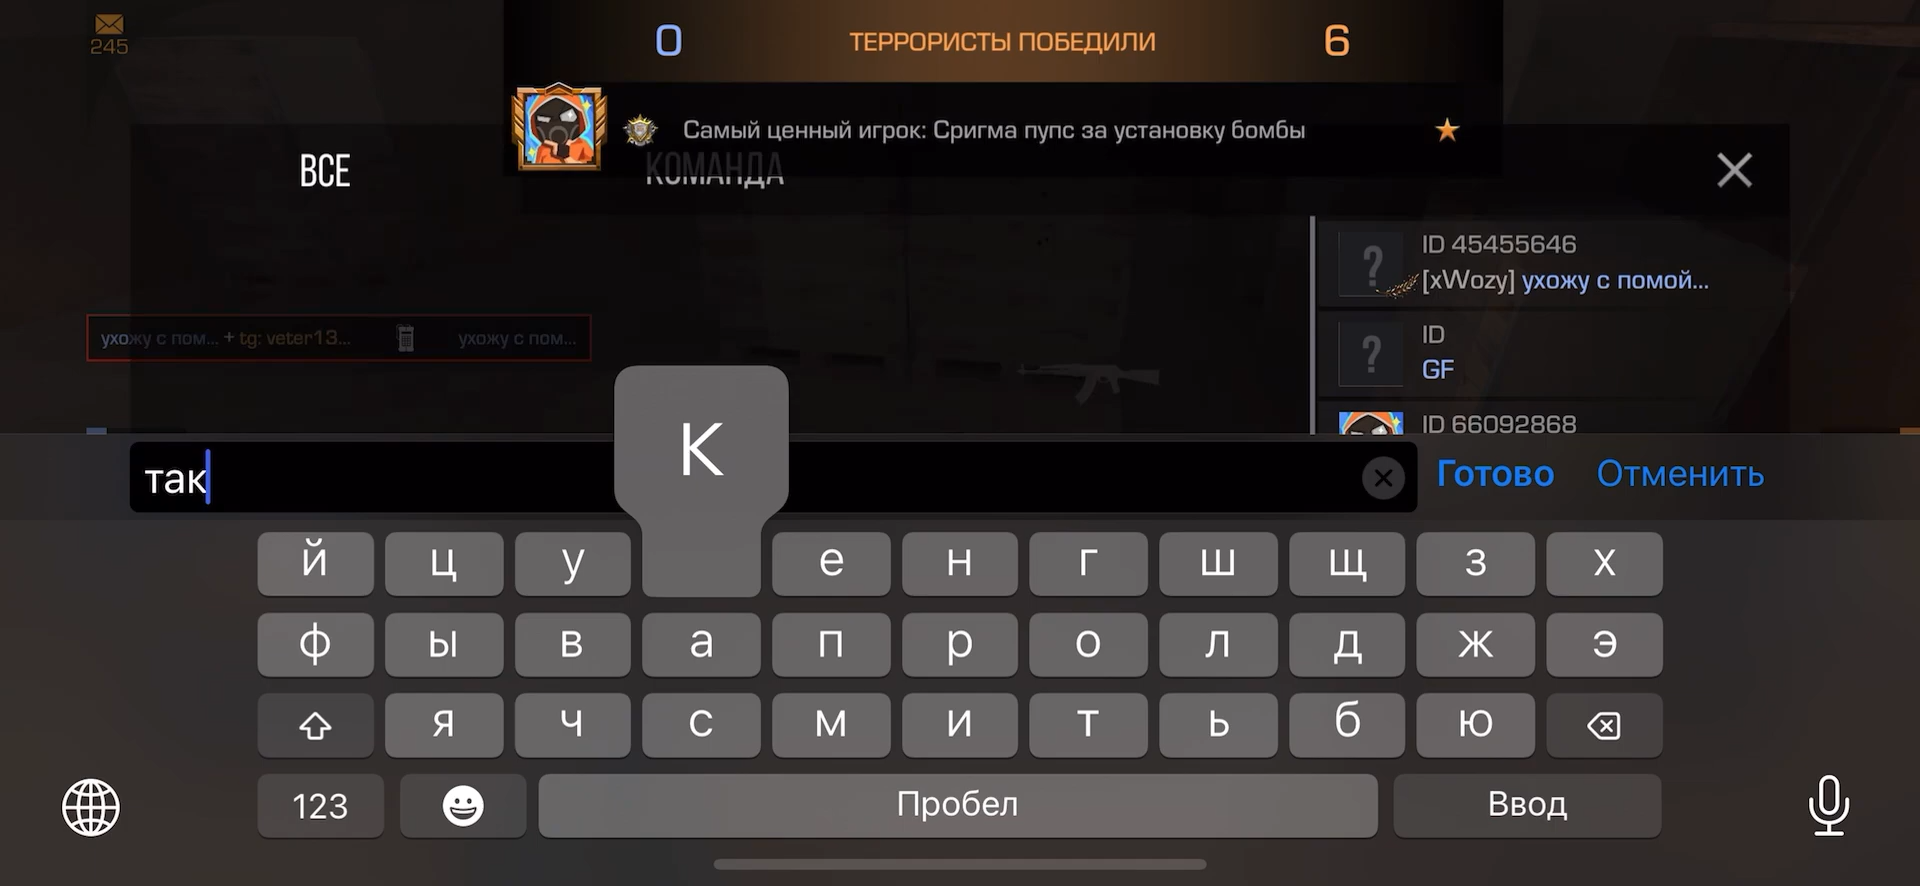 245
0 ТЕРРОРИСТЫ ПОБЕДИЛИ 6
Самый ценный игрок: Сригма пупс за установку бомбы
ВСЕ КОМАНДА
ID 45455646
[xWozy] ухожу с помой...
ухожу с пом... + tg: veter13... ухожу с пом...
ID
GF
ID 66092868
так
К
Готово Отменить
й ц у е н г ш щ з х
ф ы в а п р о л д ж э
я ч с м и т ь б ю
123 Пробел Ввод